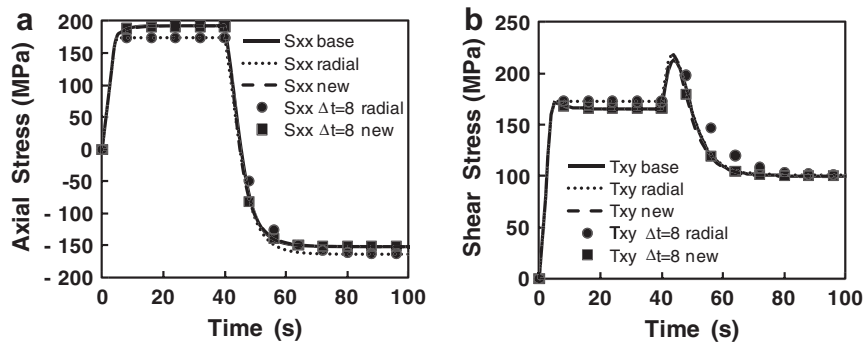 a
Axial Stress (MPa)
200
150
100
50
0
-50
- 100
- 150
- 200
Sxx base
Sxx radial
Sxx new
Sxx Δt=8 radial
Sxx Δt=8 new
0 20 40 60 80 100
Time (s)
b
Shear Stress (MPa)
250
200
150
100
50
0
Txy base
Txy radial
Txy new
Txy Δt=8 radial
Txy Δt=8 new
0 20 40 60 80 100
Time (s)